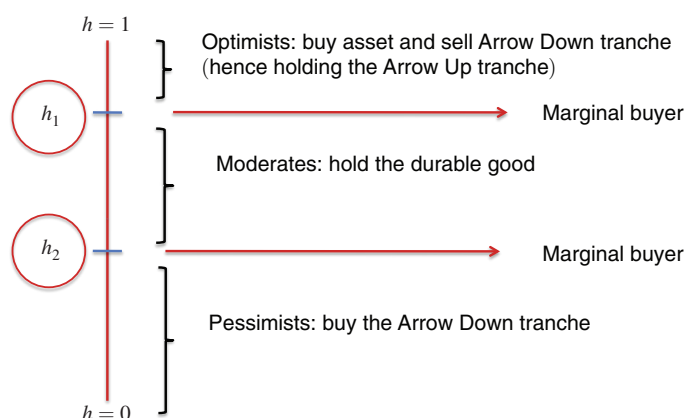 h = 1
Optimists: buy asset and sell Arrow Down tranche
(hence holding the Arrow Up tranche)
h₁
Marginal buyer
Moderates: hold the durable good
h₂
Marginal buyer
Pessimists: buy the Arrow Down tranche
h = 0